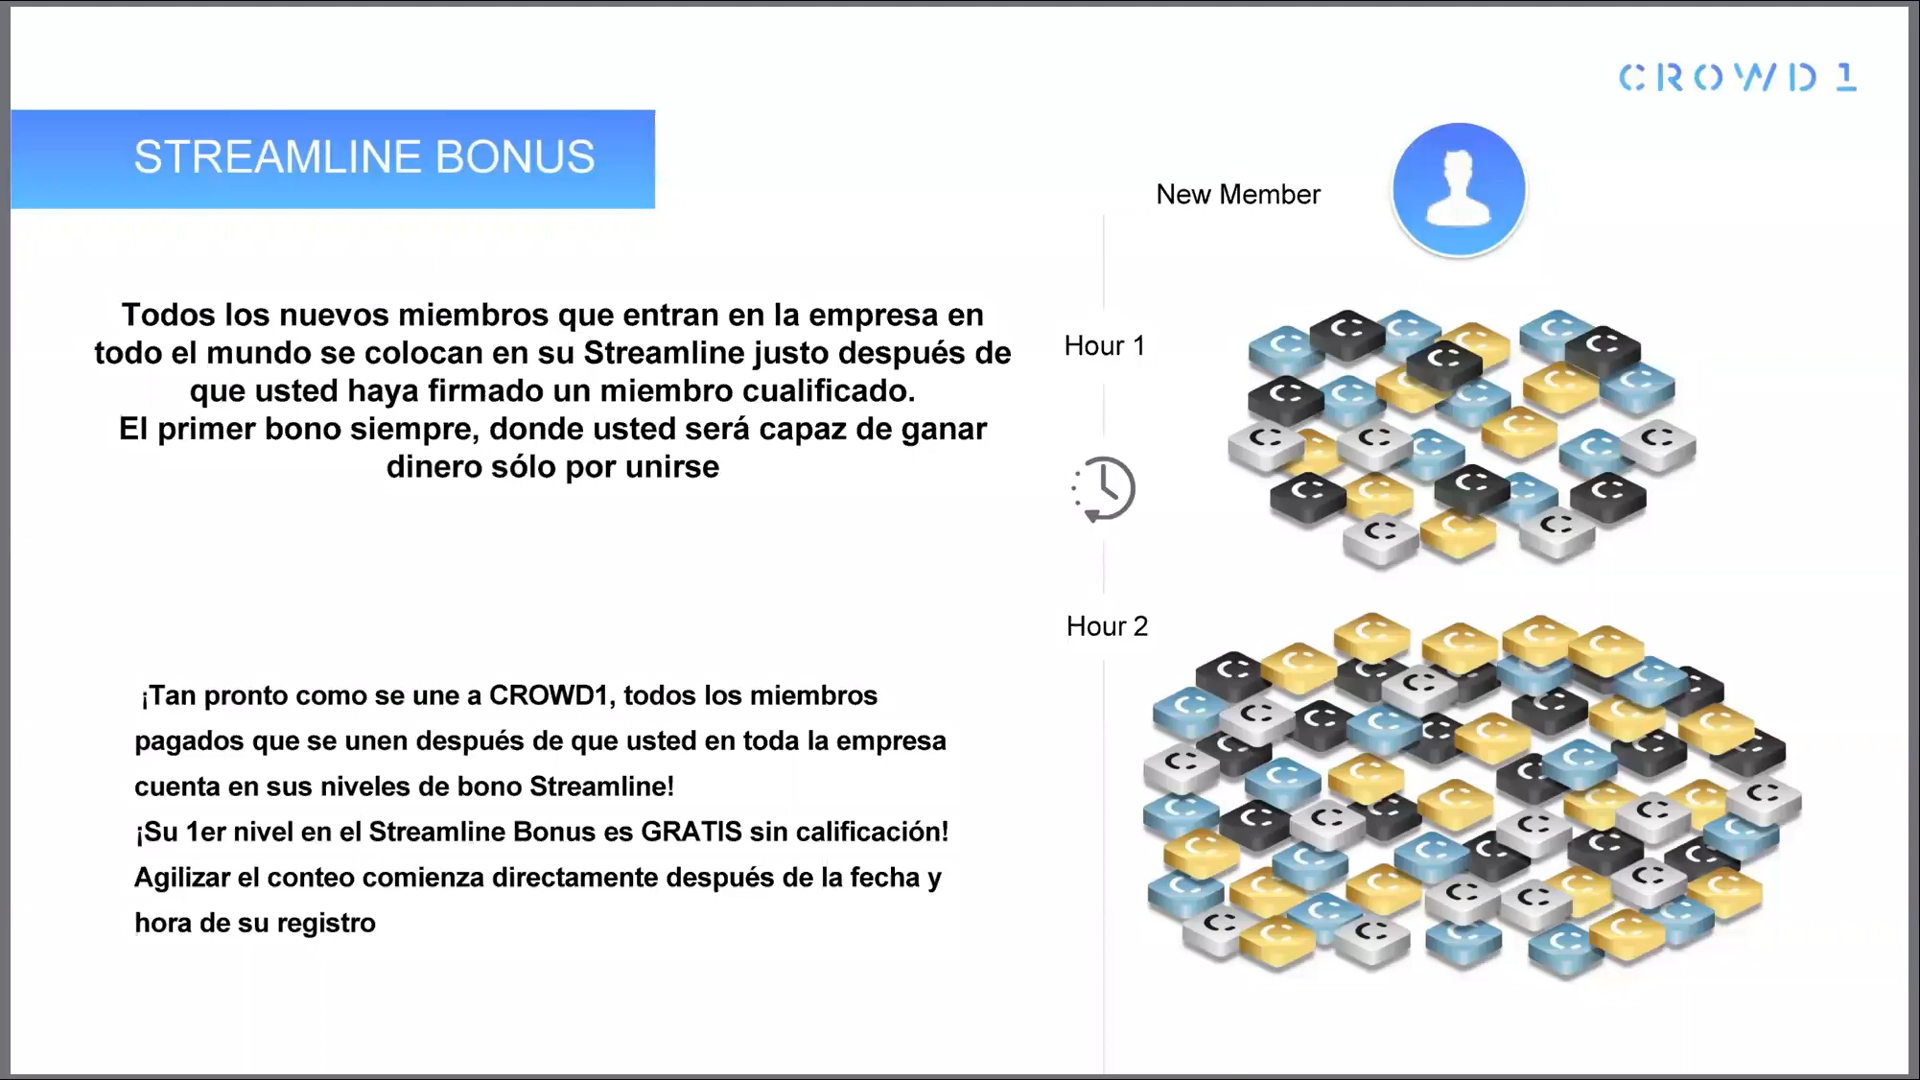 CROWD 1
STREAMLINE BONUS
New Member
Todos los nuevos miembros que entran en la empresa en
todo el mundo se colocan en su Streamline justo después de
que usted haya firmado un miembro cualificado.
El primer bono siempre, donde usted será capaz de ganar
dinero sólo por unirse
Hour 1
Hour 2
¡Tan pronto como se une a CROWD1, todos los miembros
pagados que se unen después de que usted en toda la empresa
cuenta en sus niveles de bono Streamline!
¡Su 1er nivel en el Streamline Bonus es GRATIS sin calificación!
Agilizar el conteo comienza directamente después de la fecha y
hora de su registro